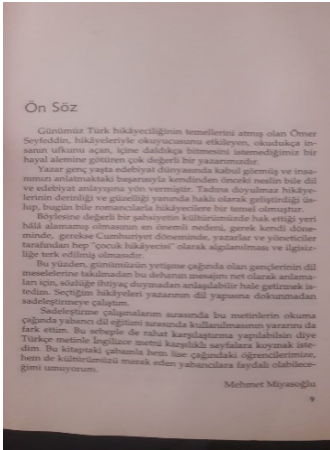 Ön Söz
Günümüz Türk hikâyeciliğinin temellerini atmış olan Ömer
Seyfeddin, hikâyeleriyle okuyucusunu etkileyen, okudukça in-
sanın ufkunu açan, içine daldıkça bitmesini istemediğimiz bir
hayal alemine götüren çok değerli bir yazarımızdır.
Yazar genç yaşta edebiyat dünyasında kabul görmüş ve insa-
nımızı anlatmaktaki başarısıyla kendinden önceki neslin bile dil
ve edebiyat anlayışına yön vermiştir. Tadına doyulmaz hikâye-
lerinin derinliği ve güzelliği yanında haklı olarak geliştirdiği üs-
lup, bugün bile romancılarla hikâyecilere bir temel olmuştur.
Böylesine değerli bir şahsiyetin kültürümüzde hak ettiği yeri
hâlâ alamamış olmasının en önemli nedeni, gerek kendi döne-
minde, gerekse Cumhuriyet döneminde, yazarlar ve yöneticiler
tarafından hep "çocuk hikâyecisi" olarak algılanılması ve ilgisiz-
liğe terk edilmiş olmasıdır.
Bu yüzden, günümüzün yetişme çağında olan gençlerinin dil
meselelerine takılmadan bu dehanın mesajını net olarak anlama-
ları için, sözlüğe ihtiyaç duymadan anlaşılabilir hale getirmek is-
tedim. Seçtiğim hikâyeleri yazarının dil yapısına dokunmadan
sadeleştirmeye çalıştım.
Sadeleştirme çalışmalarım sırasında bu metinlerin okuma
çağında yabancı dil eğitimi sırasında kullanılmasının yararını da
fark ettim. Bu sebeple de rahat karşılaştırma yapılabilsin diye
Türkçe metinle İngilizce metni karşılıklı sayfalara koymak iste-
dim. Bu kitaptaki çabamla hem lise çağındaki öğrencilerimize,
hem de kültürümüzü merak eden yabancılara faydalı olabilece-
ğimi umuyorum.
Mehmet Miyasoğlu
9